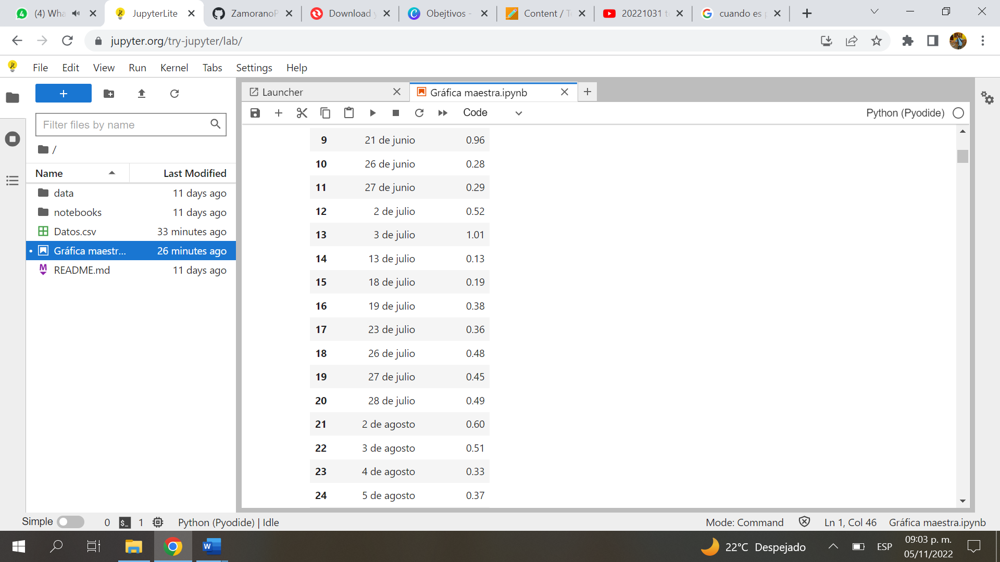 4 (4) Wha
JupyterLite
ZamoranoP
Download y
Obejtivos -
Content / T
20221031 t
cuando es p
jupyter.org/try-jupyter/lab/
File Edit View Run Kernel Tabs Settings Help
Launcher
Gráfica maestra.ipynb
Code
Python (Pyodide)
Filter files by name
/
Name Last Modified
data 11 days ago
notebooks 11 days ago
Datos.csv 33 minutes ago
Gráfica maestr... 26 minutes ago
README.md 11 days ago
9 21 de junio 0.96
10 26 de junio 0.28
11 27 de junio 0.29
12 2 de julio 0.52
13 3 de julio 1.01
14 13 de julio 0.13
15 18 de julio 0.19
16 19 de julio 0.38
17 23 de julio 0.36
18 26 de julio 0.48
19 27 de julio 0.45
20 28 de julio 0.49
21 2 de agosto 0.60
22 3 de agosto 0.51
23 4 de agosto 0.33
24 5 de agosto 0.37
Simple 0 $_ 1 Python (Pyodide) | Idle Mode: Command Ln 1, Col 46 Gráfica maestra.ipynb
22°C Despejado
ESP
09:03 p. m.
05/11/2022